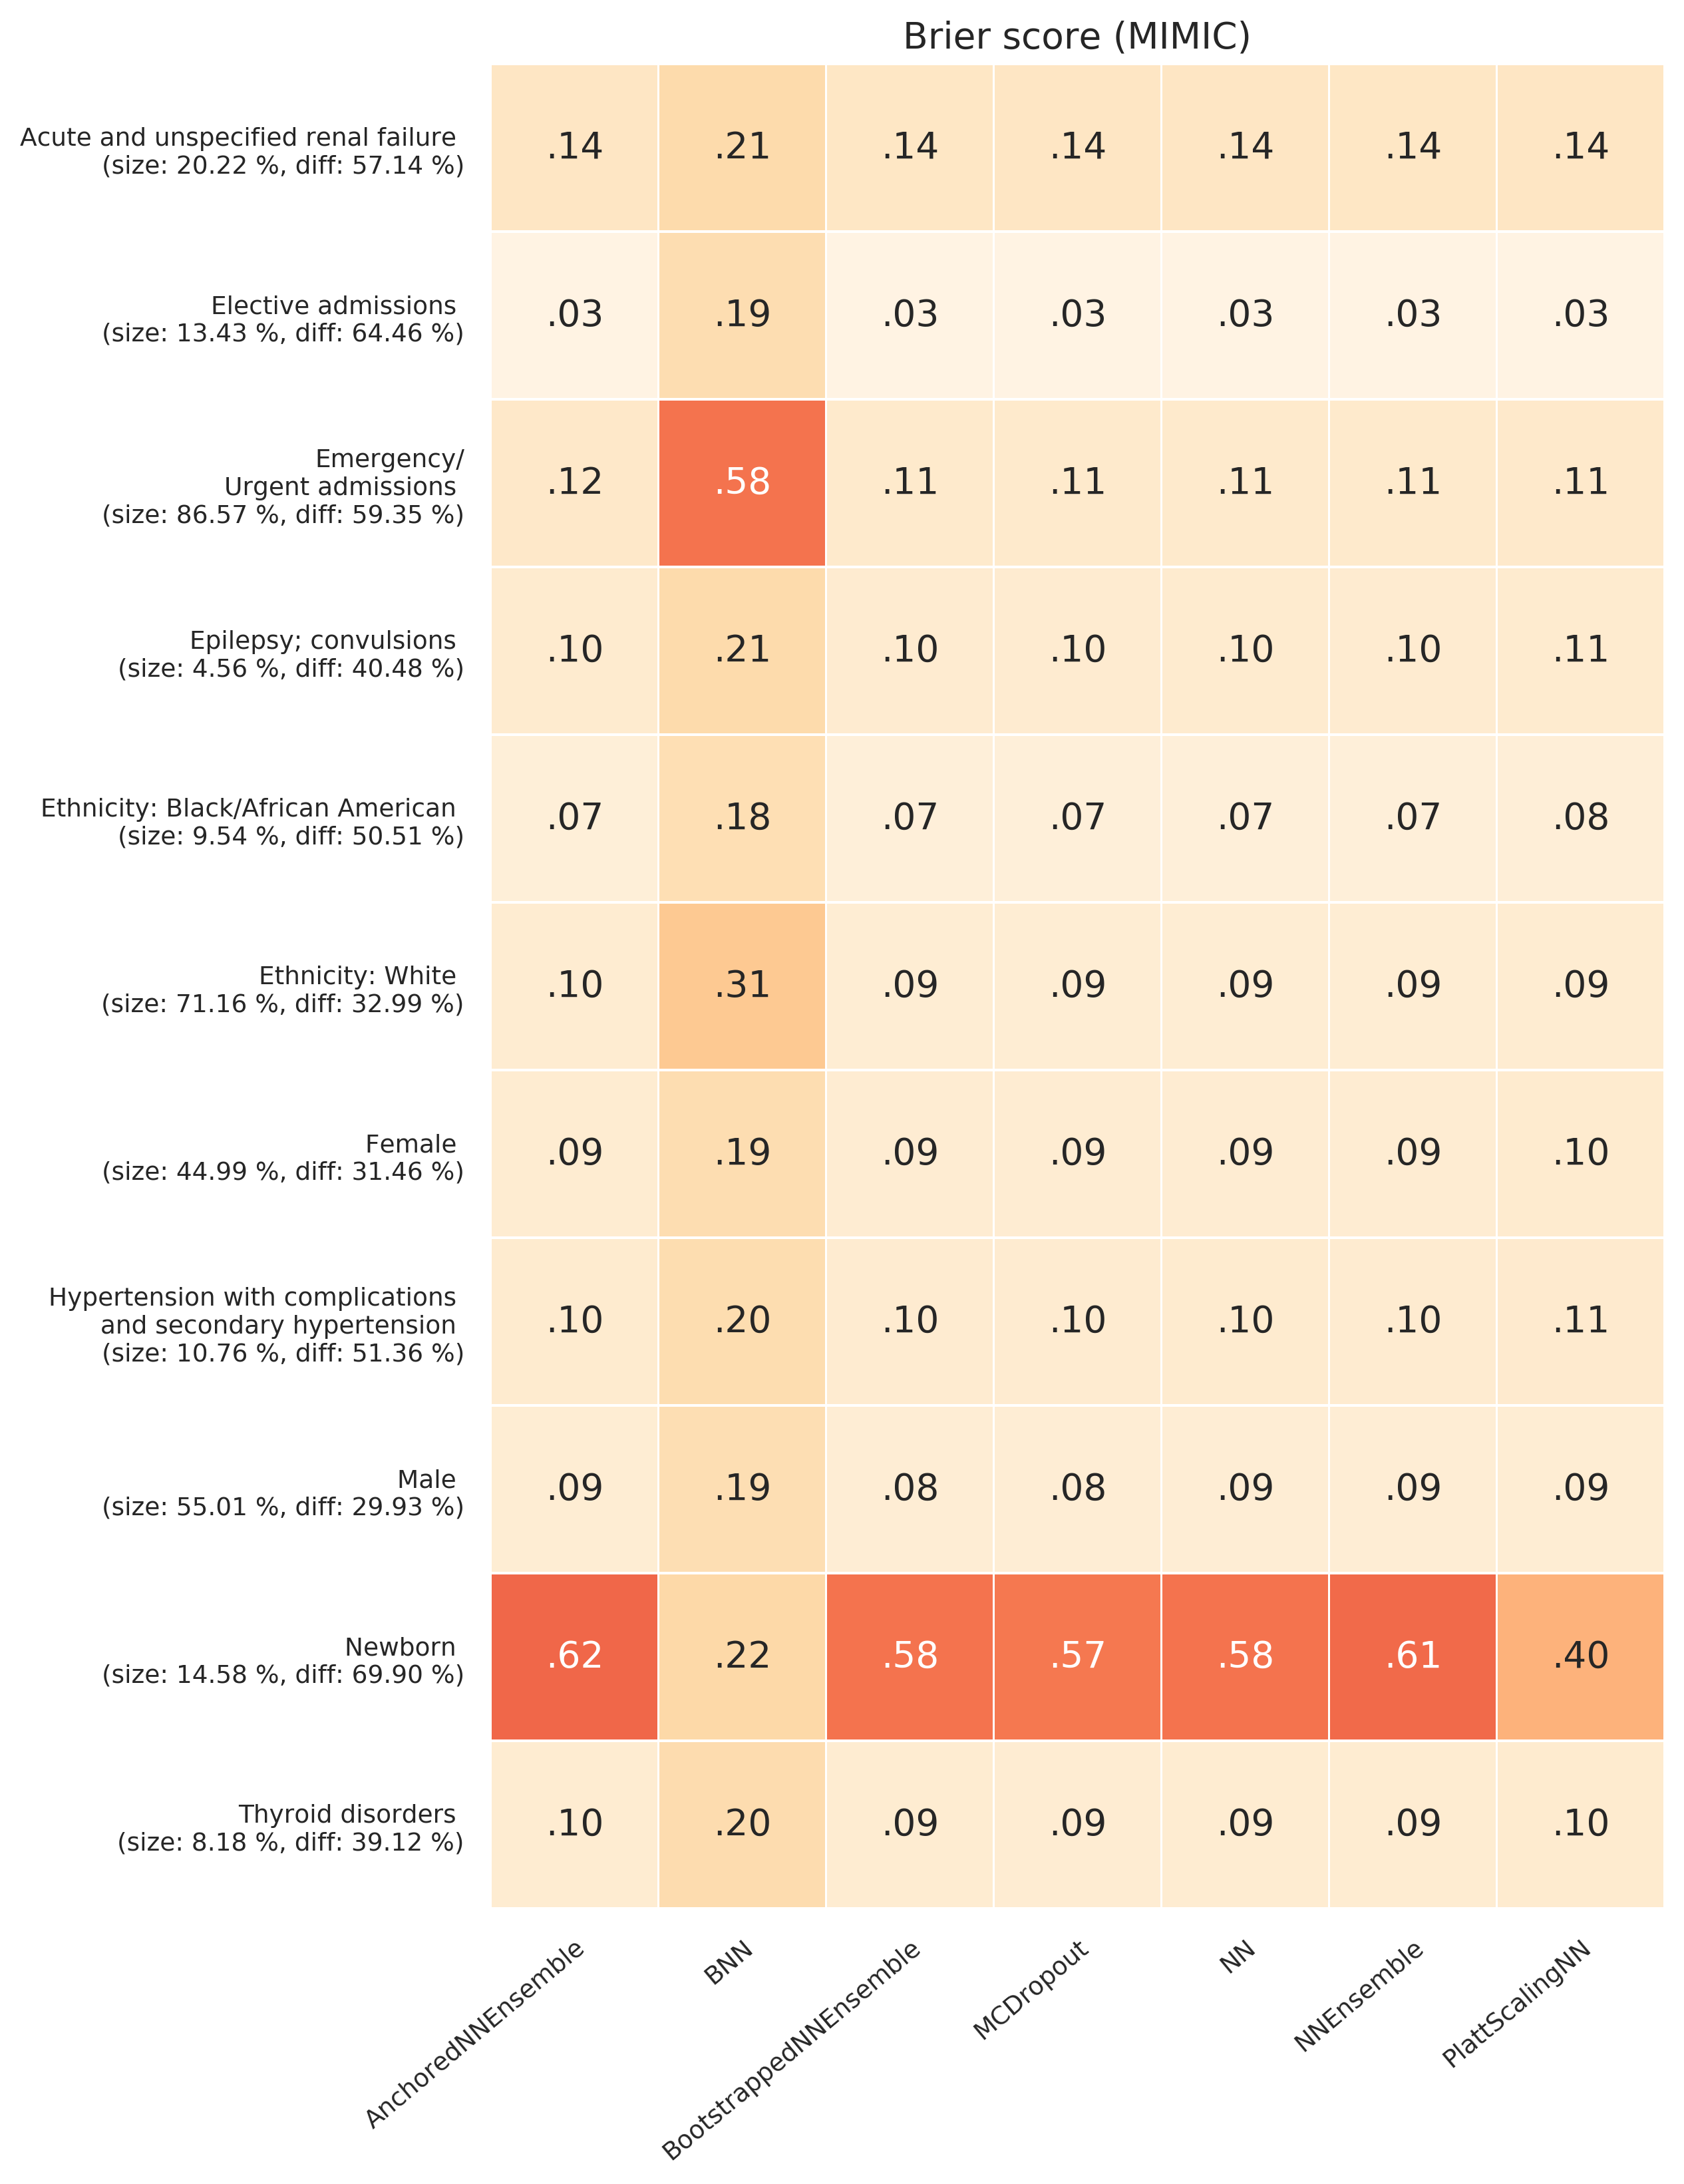 Brier score (MIMIC)
Acute and unspecified renal failure
(size: 20.22 %, diff: 57.14 %)
.14 .21 .14 .14 .14 .14 .14
Elective admissions
(size: 13.43 %, diff: 64.46 %)
.03 .19 .03 .03 .03 .03 .03
Emergency/
Urgent admissions
(size: 86.57 %, diff: 59.35 %)
.12 .58 .11 .11 .11 .11 .11
Epilepsy; convulsions
(size: 4.56 %, diff: 40.48 %)
.10 .21 .10 .10 .10 .10 .11
Ethnicity: Black/African American
(size: 9.54 %, diff: 50.51 %)
.07 .18 .07 .07 .07 .07 .08
Ethnicity: White
(size: 71.16 %, diff: 32.99 %)
.10 .31 .09 .09 .09 .09 .09
Female
(size: 44.99 %, diff: 31.46 %)
.09 .19 .09 .09 .09 .09 .10
Hypertension with complications
and secondary hypertension
(size: 10.76 %, diff: 51.36 %)
.10 .20 .10 .10 .10 .10 .11
Male
(size: 55.01 %, diff: 29.93 %)
.09 .19 .08 .08 .09 .09 .09
Newborn
(size: 14.58 %, diff: 69.90 %)
.62 .22 .58 .57 .58 .61 .40
Thyroid disorders
(size: 8.18 %, diff: 39.12 %)
.10 .20 .09 .09 .09 .09 .10
AnchoredNNEnsemble
BNN
BootstrappedNNEnsemble
MCDropout
NN
NNEnsemble
PlattScalingNN